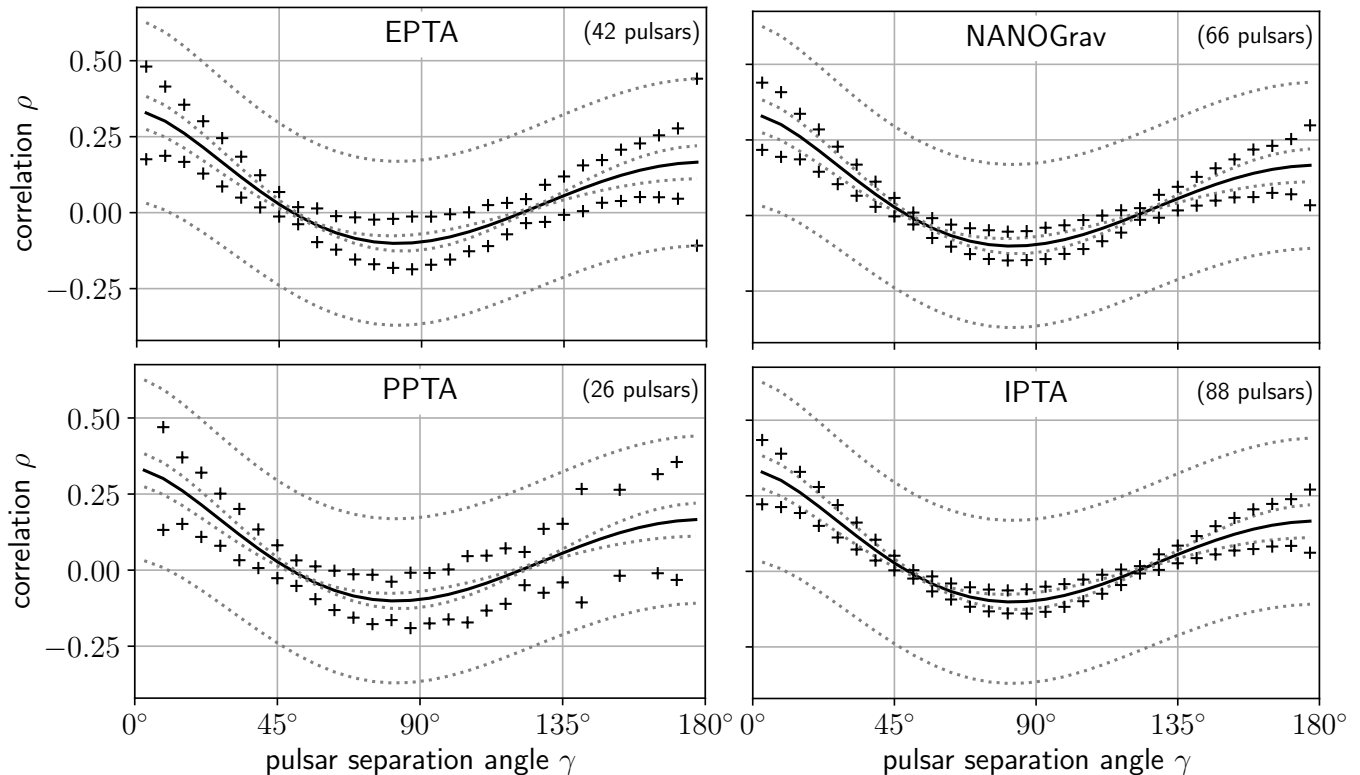 EPTA (42 pulsars)
NANOGrav (66 pulsars)
correlation ρ
0.50
0.25
0.00
−0.25
PPTA (26 pulsars)
IPTA (88 pulsars)
correlation ρ
0.50
0.25
0.00
−0.25
0° 45° 90° 135° 180°
0° 45° 90° 135° 180°
pulsar separation angle γ
pulsar separation angle γ